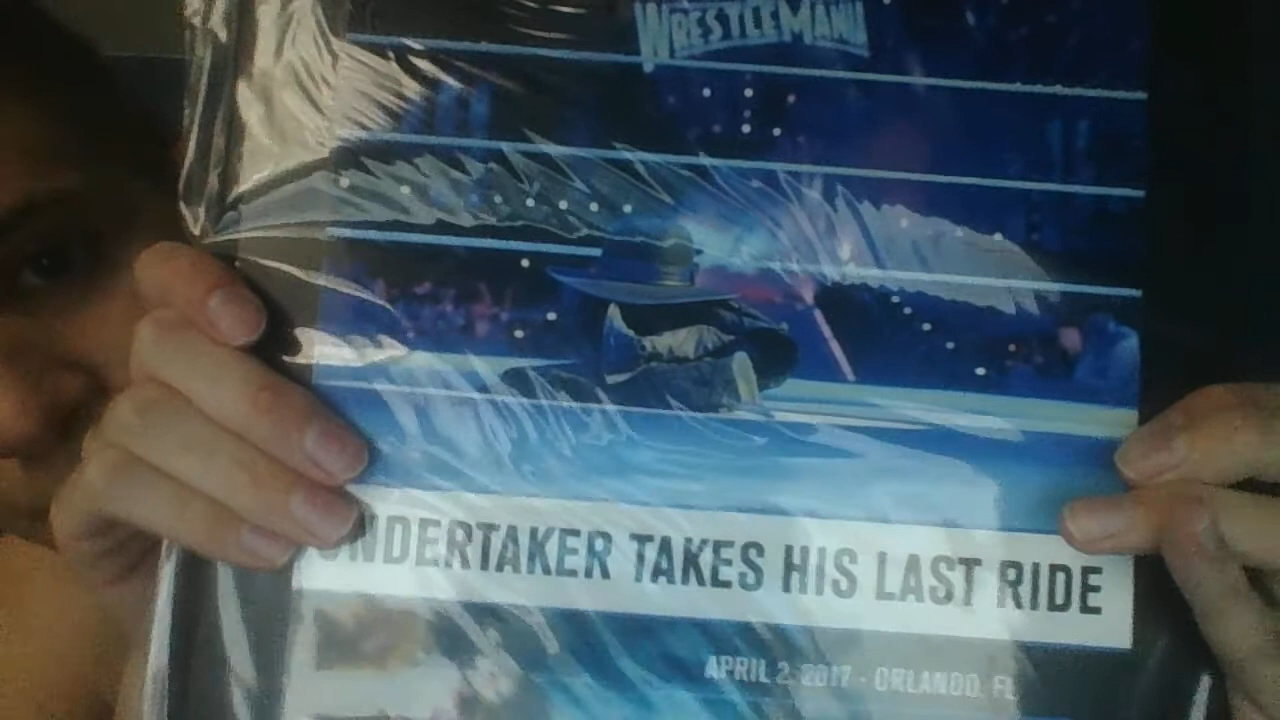 WRESTLEMANIA
UNDERTAKER TAKES HIS LAST RIDE
APRIL 2, 2017 - ORLANDO, FL